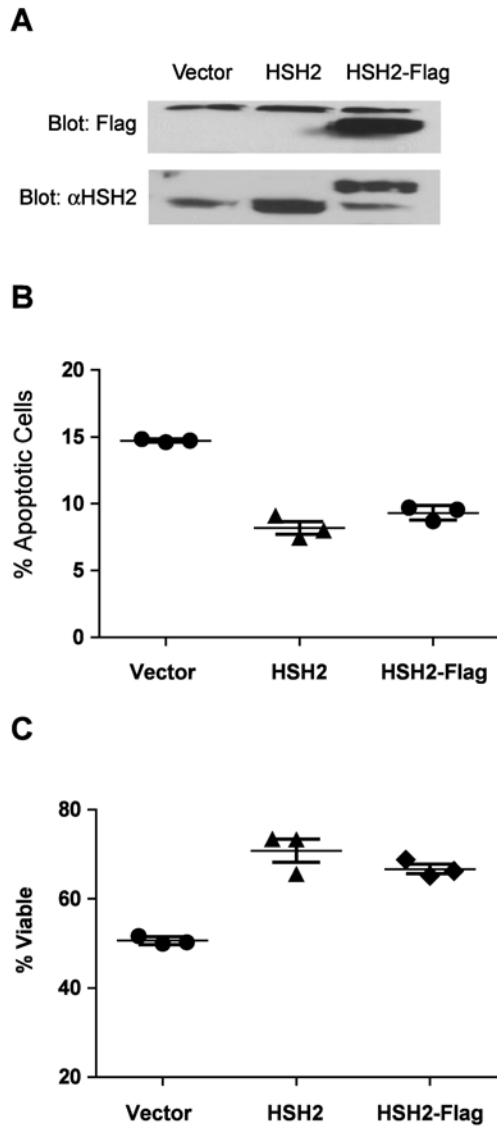 A
Vector HSH2 HSH2-Flag
Blot: Flag
Blot: αHSH2
B
20
15
10
5
0
% Apoptotic Cells
Vector HSH2 HSH2-Flag
C
80
60
40
20
% Viable
Vector HSH2 HSH2-Flag